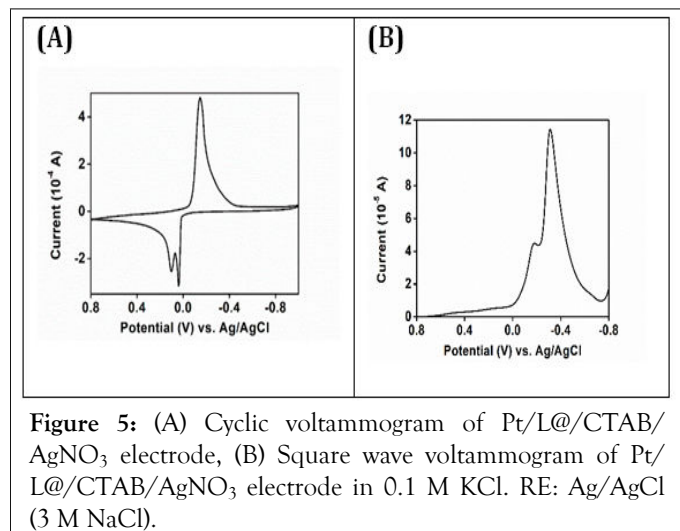 (A)
(B)
Current (10⁻⁴ A)
4
2
0
-2
0.8 0.4 0.0 -0.4 -0.8
Potential (V) vs. Ag/AgCl
Current (10⁻⁵ A)
12
10
8
6
4
2
0
0.8 0.4 0.0 -0.4 -0.8
Potential (V) vs. Ag/AgCl
Figure 5: (A) Cyclic voltammogram of Pt/L@/CTAB/
AgNO₃ electrode, (B) Square wave voltammogram of Pt/
L@/CTAB/AgNO₃ electrode in 0.1 M KCl. RE: Ag/AgCl
(3 M NaCl).